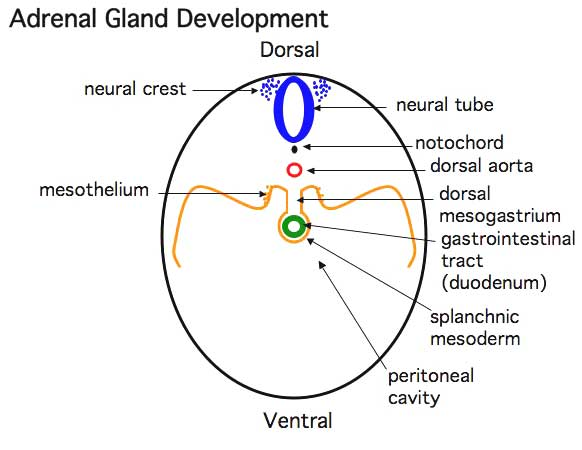 Adrenal Gland Development
Dorsal
neural crest
neural tube
notochord
dorsal aorta
mesothelium
dorsal
mesogastrium
gastrointestinal
tract
(duodenum)
splanchnic
mesoderm
peritoneal
cavity
Ventral